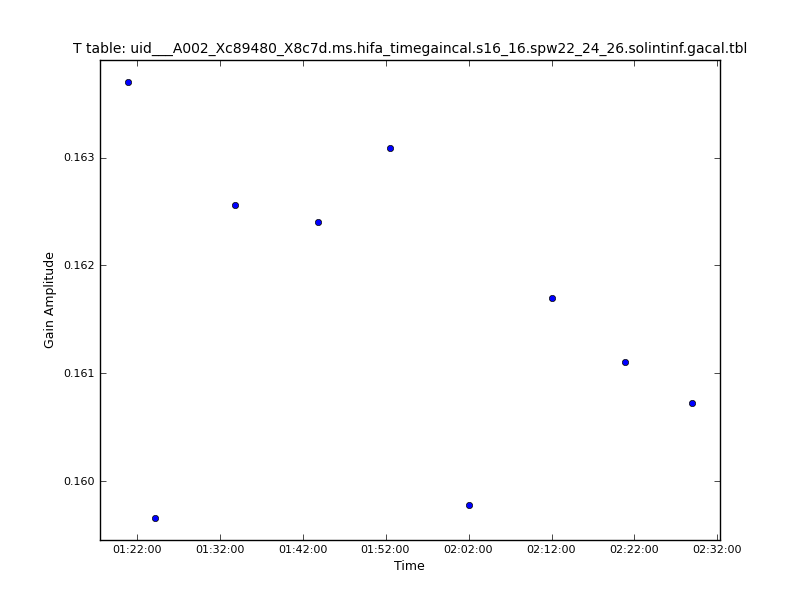 T table: uid___A002_Xc89480_X8c7d.ms.hifa_timegaincal.s16_16.spw22_24_26.solintinf.gacal.tbl
Gain Amplitude
0.163
0.162
0.161
0.160
01:22:00 01:32:00 01:42:00 01:52:00 02:02:00 02:12:00 02:22:00 02:32:00
Time